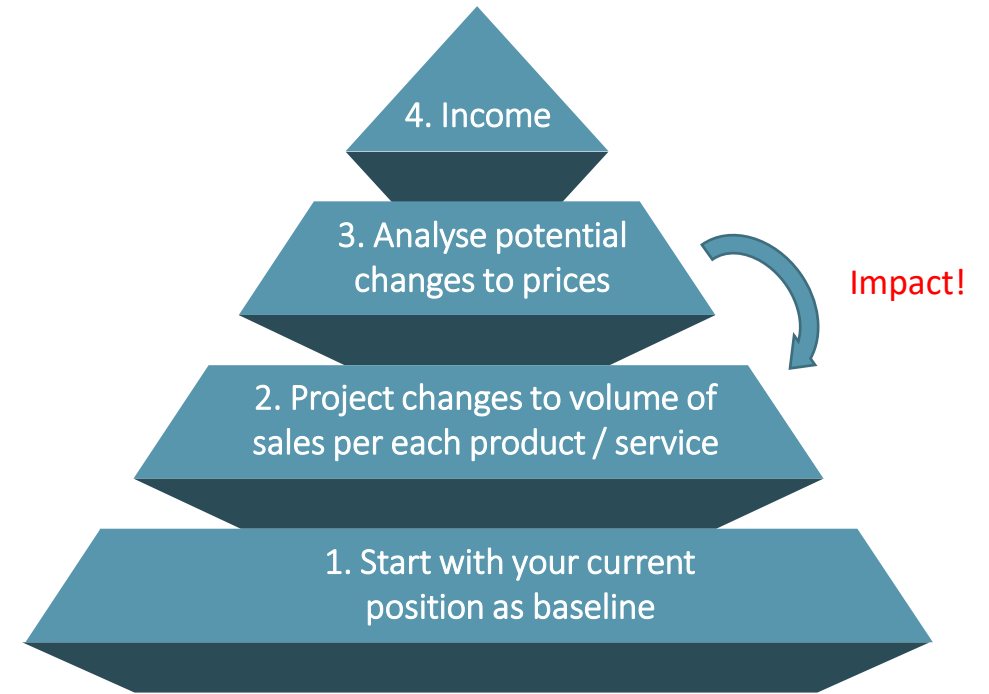 4. Income
3. Analyse potential
changes to prices
Impact!
2. Project changes to volume of
sales per each product / service
1. Start with your current
position as baseline